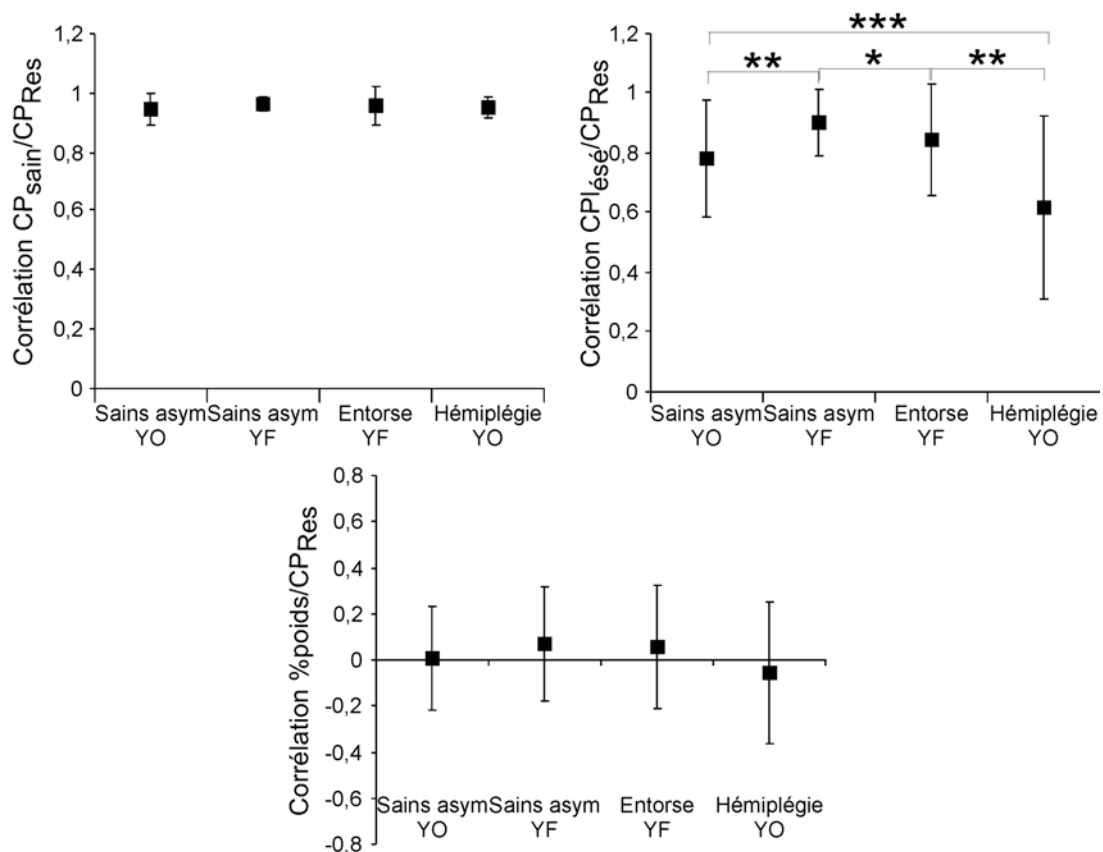 Corrélation CPsain/CPRes
1,2
1
0,8
0,6
0,4
0,2
0
Sains asym Sains asym Entorse Hémiplégie
YO YF YF YO
Corrélation CPlésé/CPRes
***
** * **
1,2
1
0,8
0,6
0,4
0,2
0
Sains asym Sains asym Entorse Hémiplégie
YO YF YF YO
Corrélation %poids/CPRes
0,8
0,6
0,4
0,2
0
-0,2
-0,4
-0,6
-0.8
Sains asym Sains asym Entorse Hémiplégie
YO YF YF YO